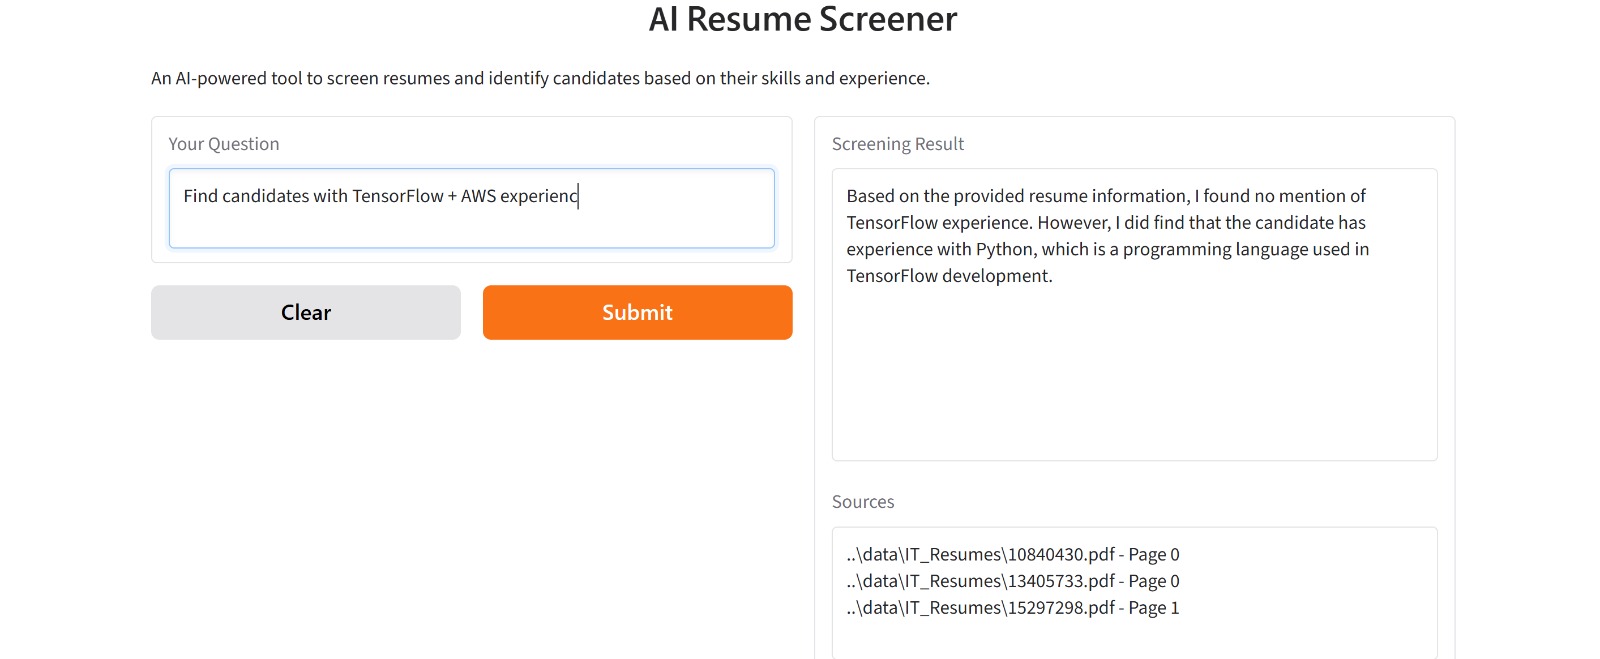 AI Resume Screener
An AI-powered tool to screen resumes and identify candidates based on their skills and experience.
Your Question
Find candidates with TensorFlow + AWS experienc
Clear
Submit
Screening Result
Based on the provided resume information, I found no mention of
TensorFlow experience. However, I did find that the candidate has
experience with Python, which is a programming language used in
TensorFlow development.
Sources
..\data\IT_Resumes\10840430.pdf - Page 0
..\data\IT_Resumes\13405733.pdf - Page 0
..\data\IT_Resumes\15297298.pdf - Page 1